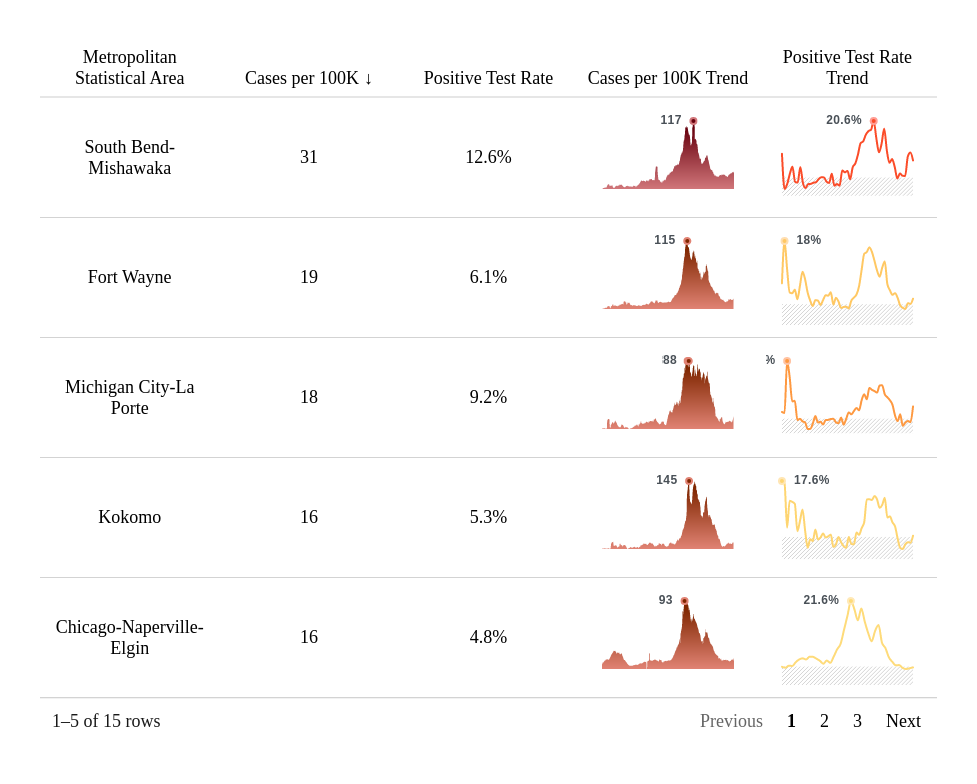 Metropolitan
Statistical Area
Cases per 100K ↓
Positive Test Rate
Cases per 100K Trend
Positive Test Rate
Trend
South Bend-
Mishawaka
31
12.6%
117
20.6%
Fort Wayne
19
6.1%
115
18%
Michigan City-La
Porte
18
9.2%
88
%
Kokomo
16
5.3%
145
17.6%
Chicago-Naperville-
Elgin
16
4.8%
93
21.6%
1–5 of 15 rows
Previous 1 2 3 Next